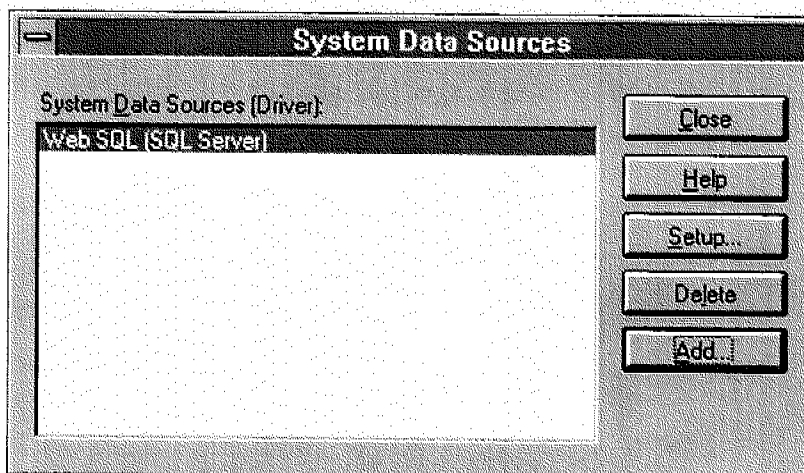 System Data Sources
System Data Sources (Driver):
Web SQL (SQL Server)
Close
Help
Setup...
Delete
Add...